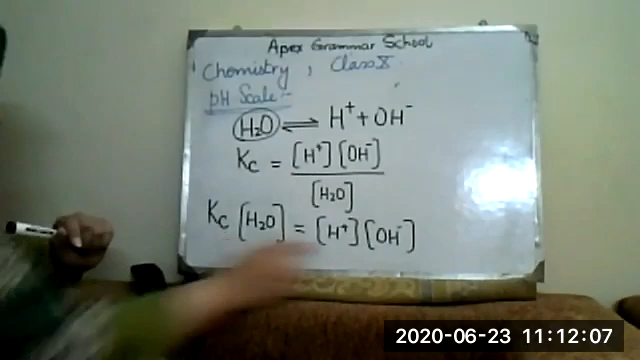 Apex Grammar School
Chemistry, Class X
pH Scale:-
H₂O ⇌ H⁺ + OH⁻
Kc = [H⁺][OH⁻] / [H₂O]
Kc [H₂O] = [H⁺][OH⁻]
2020-06-23 11:12:07